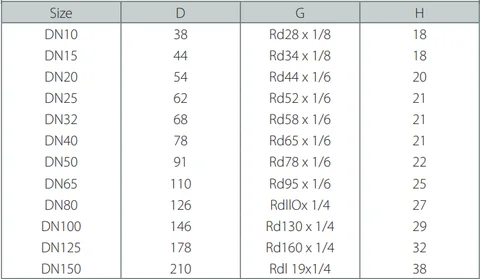 Size D G H
DN10 38 Rd28 x 1/8 18
DN15 44 Rd34 x 1/8 18
DN20 54 Rd44 x 1/6 20
DN25 62 Rd52 x 1/6 21
DN32 68 Rd58 x 1/6 21
DN40 78 Rd65 x 1/6 21
DN50 91 Rd78 x 1/6 22
DN65 110 Rd95 x 1/6 25
DN80 126 RdllOx 1/4 27
DN100 146 Rd130 x 1/4 29
DN125 178 Rd160 x 1/4 32
DN150 210 RdI 19x1/4 38